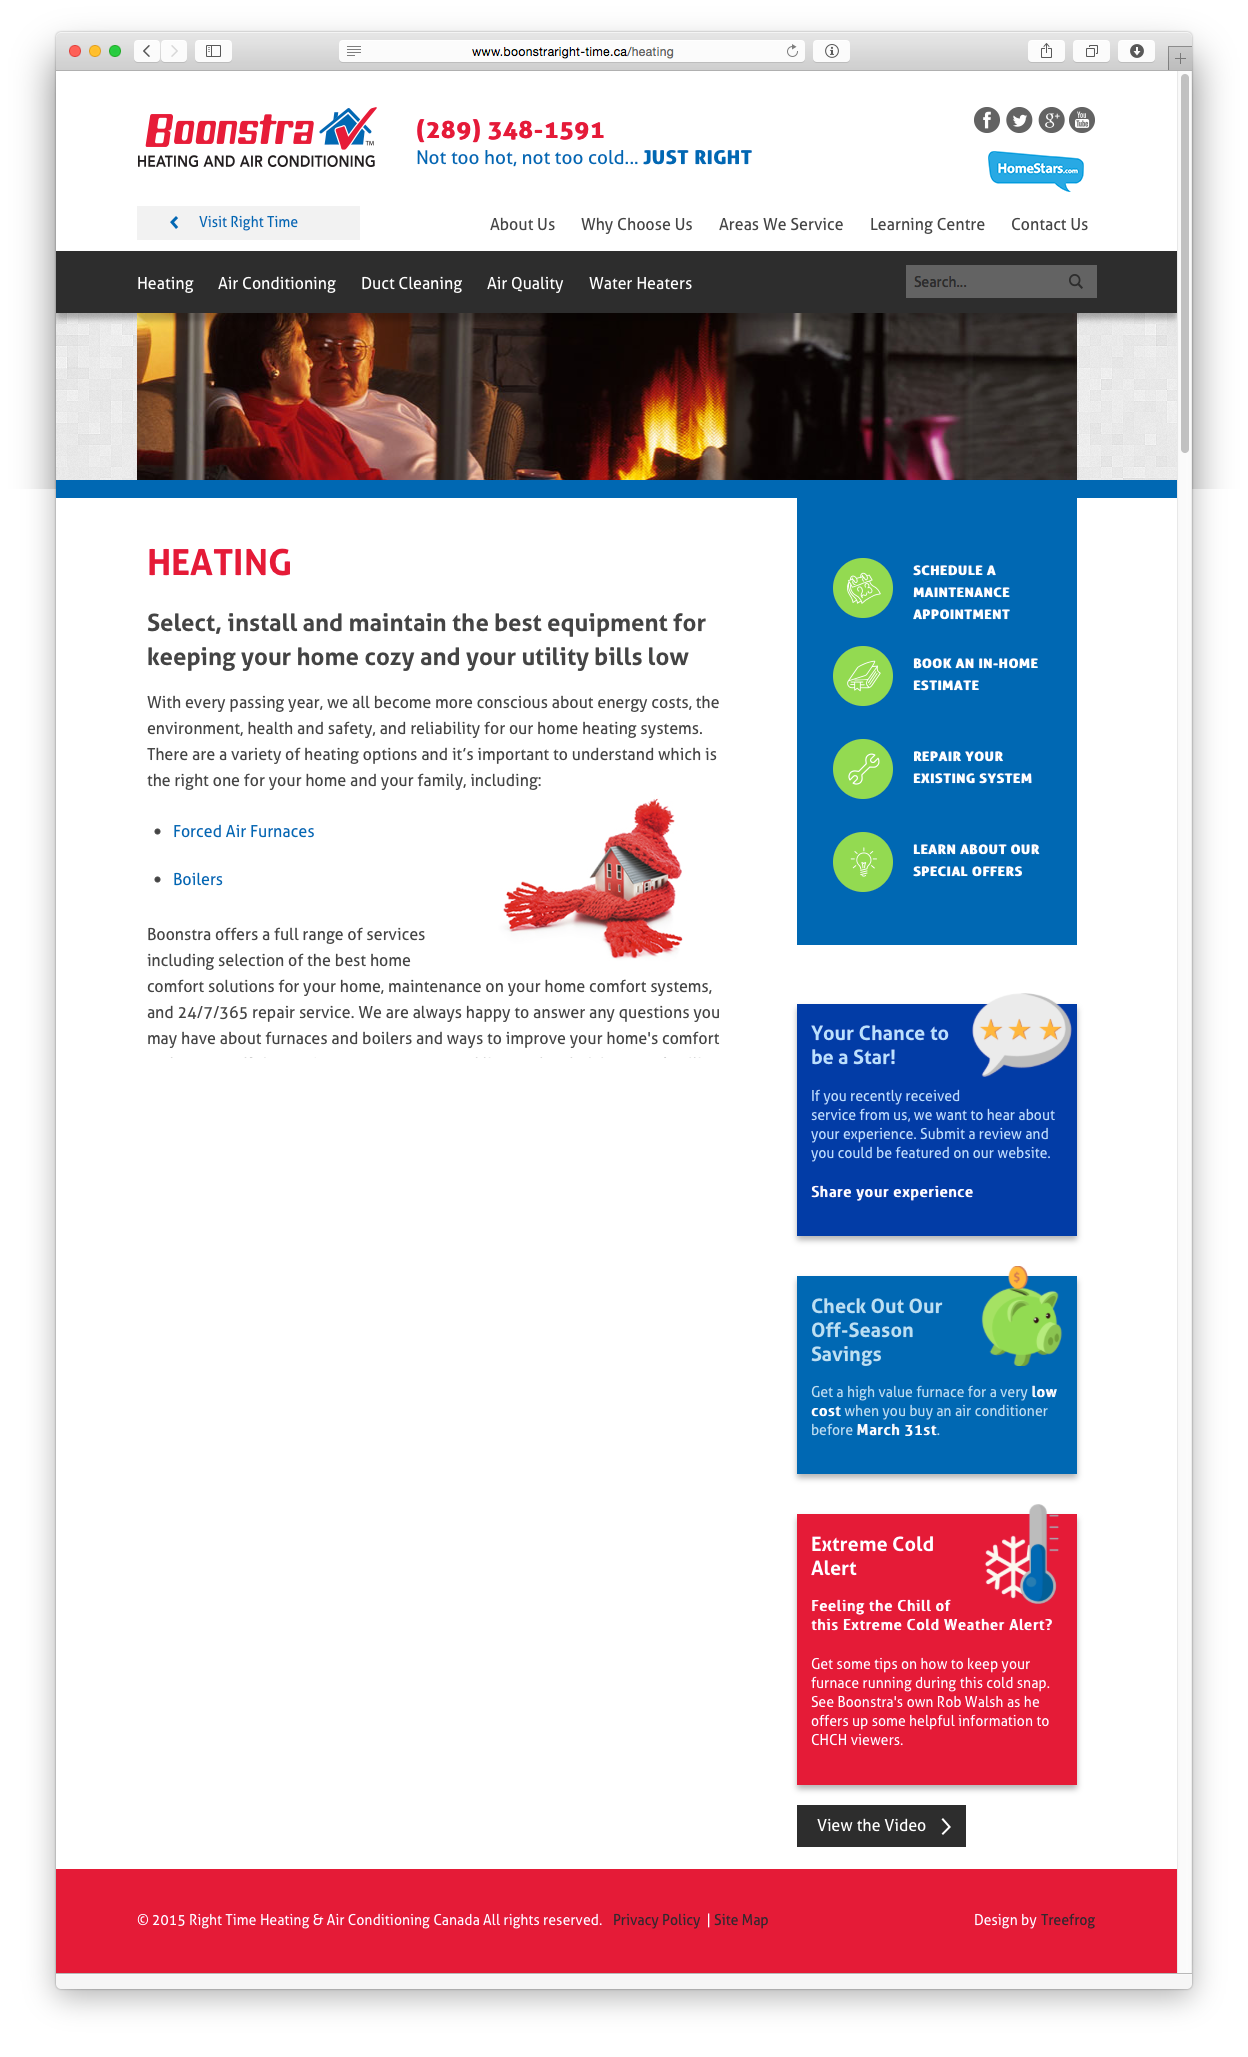 www.boonstraright-time.ca/heating
Boonstra
TM
HEATING AND AIR CONDITIONING
(289) 348-1591
Not too hot, not too cold... JUST RIGHT
You
Tube
HomeStars.com
Visit Right Time
About Us Why Choose Us Areas We Service Learning Centre Contact Us
Heating Air Conditioning Duct Cleaning Air Quality Water Heaters
Search...
HEATING
Select, install and maintain the best equipment for
keeping your home cozy and your utility bills low
With every passing year, we all become more conscious about energy costs, the
environment, health and safety, and reliability for our home heating systems.
There are a variety of heating options and it’s important to understand which is
the right one for your home and your family, including:
• Forced Air Furnaces
• Boilers
Boonstra offers a full range of services
including selection of the best home
comfort solutions for your home, maintenance on your home comfort systems,
and 24/7/365 repair service. We are always happy to answer any questions you
may have about furnaces and boilers and ways to improve your home's comfort
23
SCHEDULE A
MAINTENANCE
APPOINTMENT
BOOK AN IN-HOME
ESTIMATE
REPAIR YOUR
EXISTING SYSTEM
LEARN ABOUT OUR
SPECIAL OFFERS
Your Chance to
be a Star!
If you recently received
service from us, we want to hear about
your experience. Submit a review and
you could be featured on our website.
Share your experience
Check Out Our
Off-Season
Savings
$
Get a high value furnace for a very low
cost when you buy an air conditioner
before March 31st.
Extreme Cold
Alert
Feeling the Chill of
this Extreme Cold Weather Alert?
Get some tips on how to keep your
furnace running during this cold snap.
See Boonstra's own Rob Walsh as he
offers up some helpful information to
CHCH viewers.
View the Video
© 2015 Right Time Heating & Air Conditioning Canada All rights reserved. Privacy Policy | Site Map
Design by Treefrog